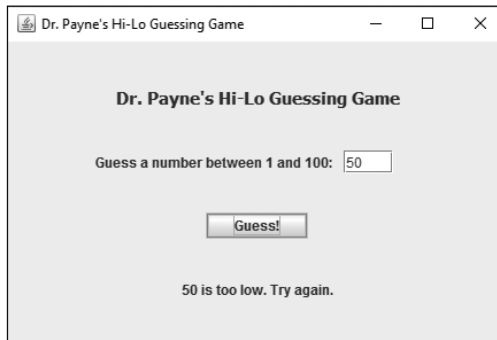 Dr. Payne's Hi-Lo Guessing Game
Dr. Payne's Hi-Lo Guessing Game
Guess a number between 1 and 100: 50
Guess!
50 is too low. Try again.